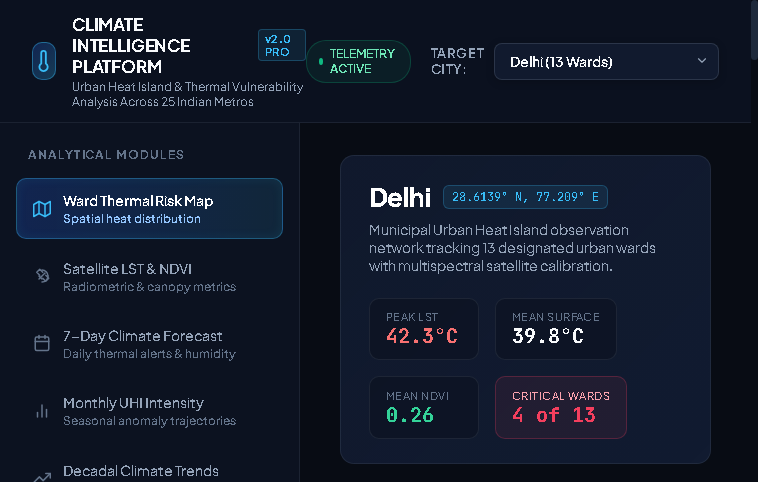 CLIMATE
INTELLIGENCE
PLATFORM
v2.0
PRO
Urban Heat Island & Thermal Vulnerability
Analysis Across 25 Indian Metros
TELEMETRY
ACTIVE
TARGET
CITY:
Delhi (13 Wards)
ANALYTICAL MODULES
Ward Thermal Risk Map
Spatial heat distribution
Satellite LST & NDVI
Radiometric & canopy metrics
7-Day Climate Forecast
Daily thermal alerts & humidity
Monthly UHI Intensity
Seasonal anomaly trajectories
Decadal Climate Trends
Delhi
28.6139° N, 77.209° E
Municipal Urban Heat Island observation
network tracking 13 designated urban wards
with multispectral satellite calibration.
PEAK LST
42.3°C
MEAN SURFACE
39.8°C
MEAN NDVI
0.26
CRITICAL WARDS
4 of 13